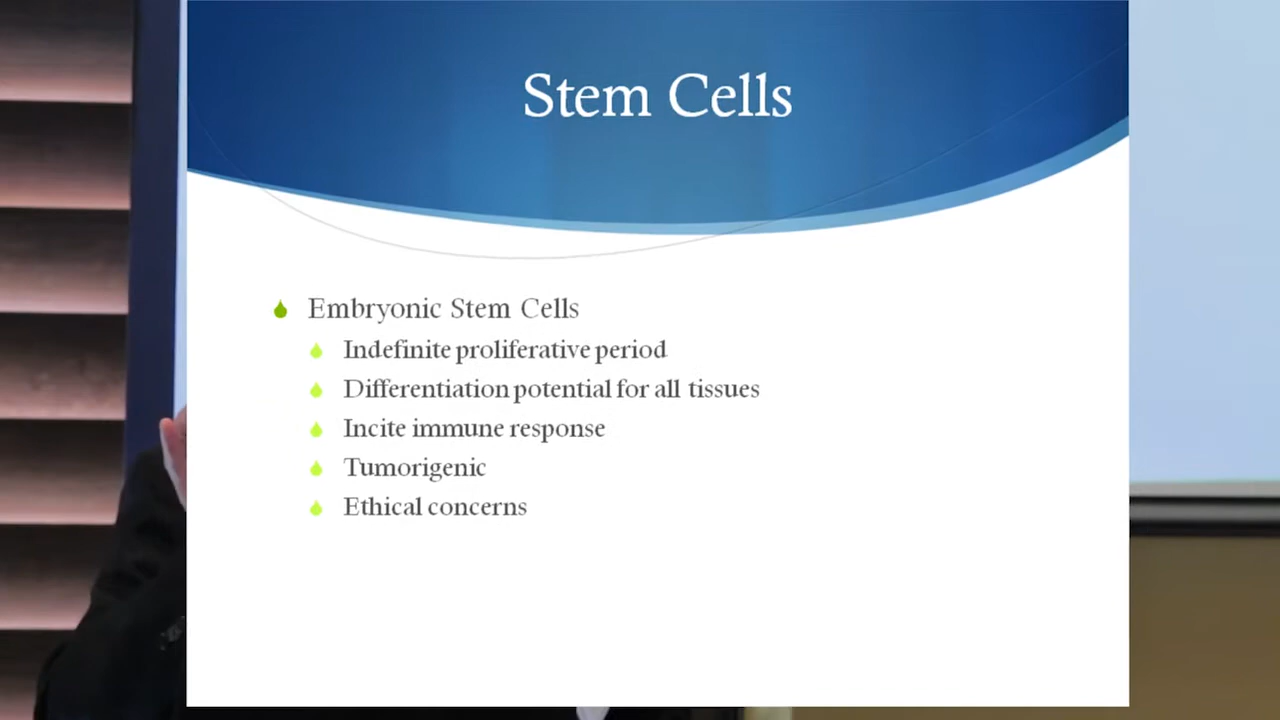 Stem Cells
Embryonic Stem Cells
Indefinite proliferative period
Differentiation potential for all tissues
Incite immune response
Tumorigenic
Ethical concerns